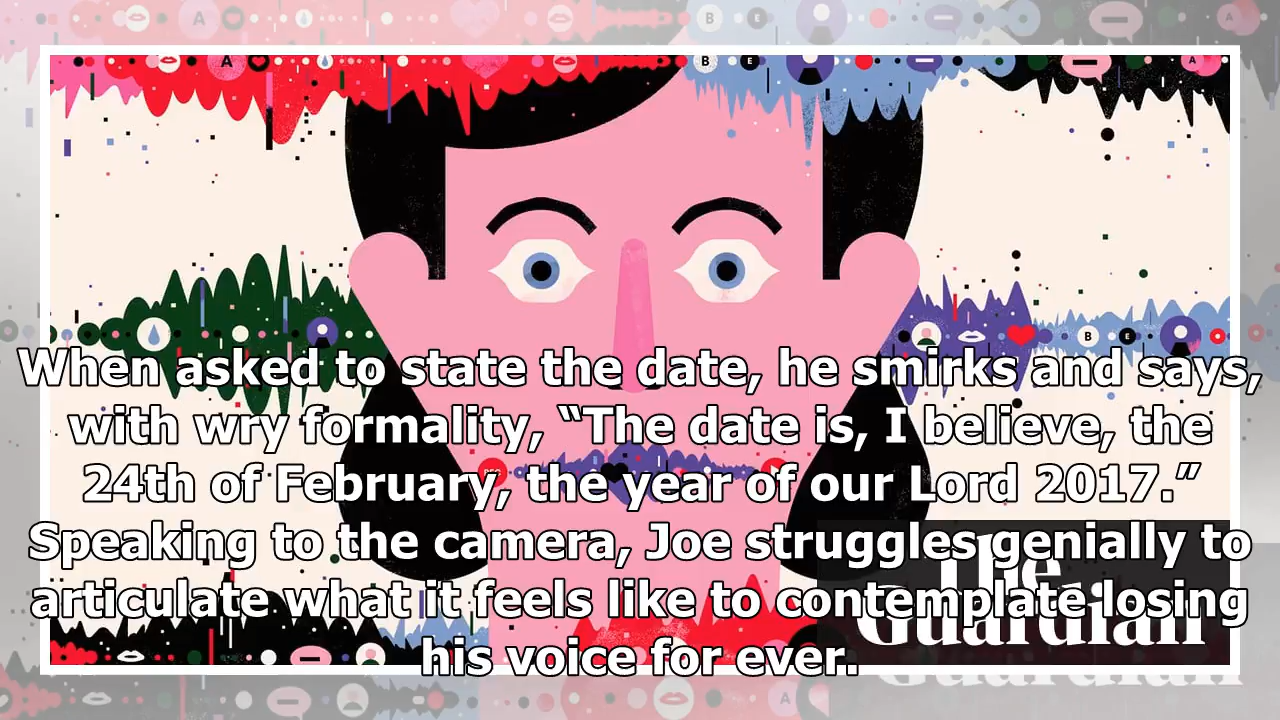 When asked to state the date, he smirks and says,
with wry formality, “The date is, I believe, the
24th of February, the year of our Lord 2017.”
Speaking to the camera, Joe struggles genially to
articulate what it feels like to contemplate losing
his voice for ever.
The
Guardian